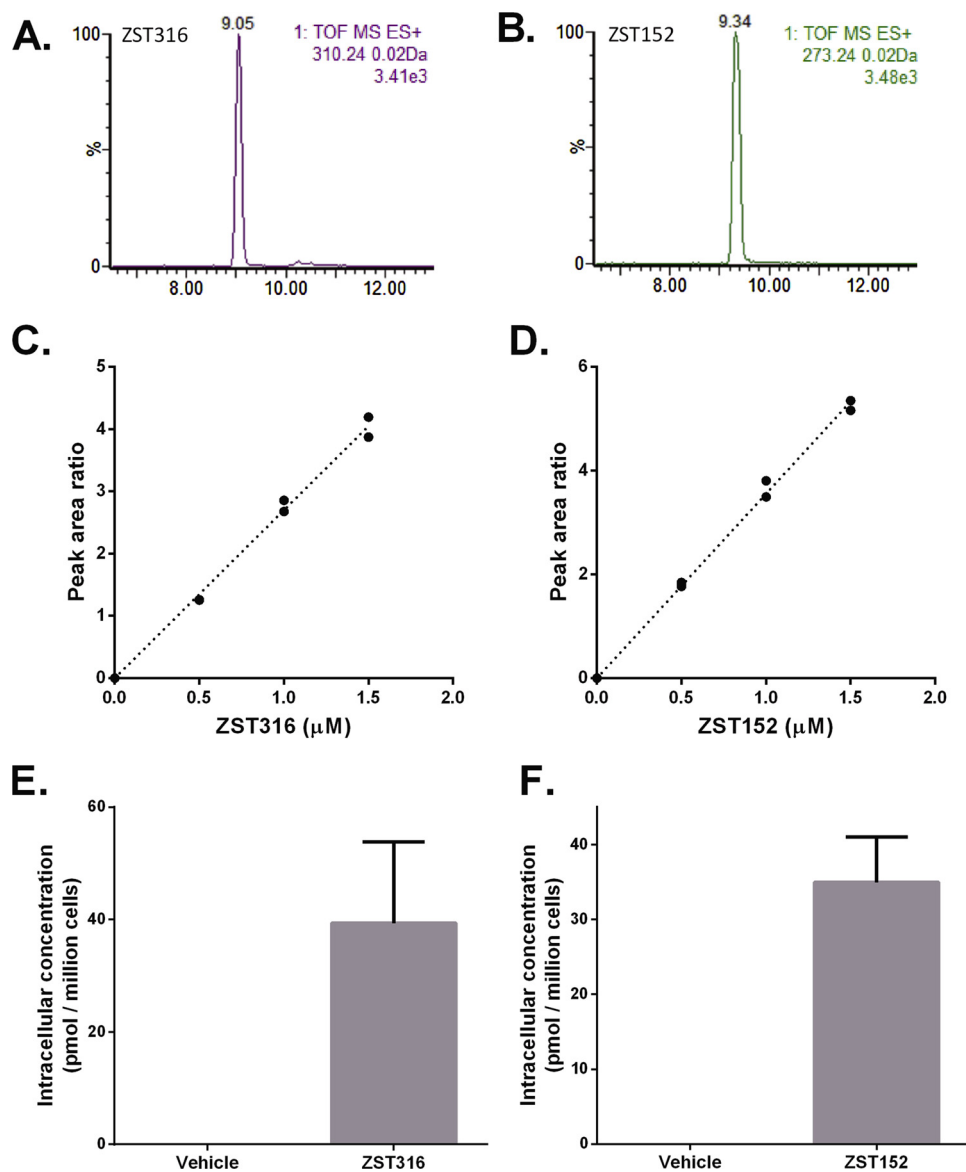 A.
ZST316
9.05
1: TOF MS ES+
310.24 0.02Da
3.41e3
100
%
0
8.00 10.00 12.00
B.
ZST152
9.34
1: TOF MS ES+
273.24 0.02Da
3.48e3
100
%
0
8.00 10.00 12.00
C.
Peak area ratio
5
4
3
2
1
0
0.0 0.5 1.0 1.5 2.0
ZST316 (μM)
D.
Peak area ratio
6
4
2
0
0.0 0.5 1.0 1.5 2.0
ZST152 (μM)
E.
Intracellular concentration
(pmol / million cells)
60
40
20
0
Vehicle ZST316
F.
Intracellular concentration
(pmol / million cells)
40
30
20
10
0
Vehicle ZST152